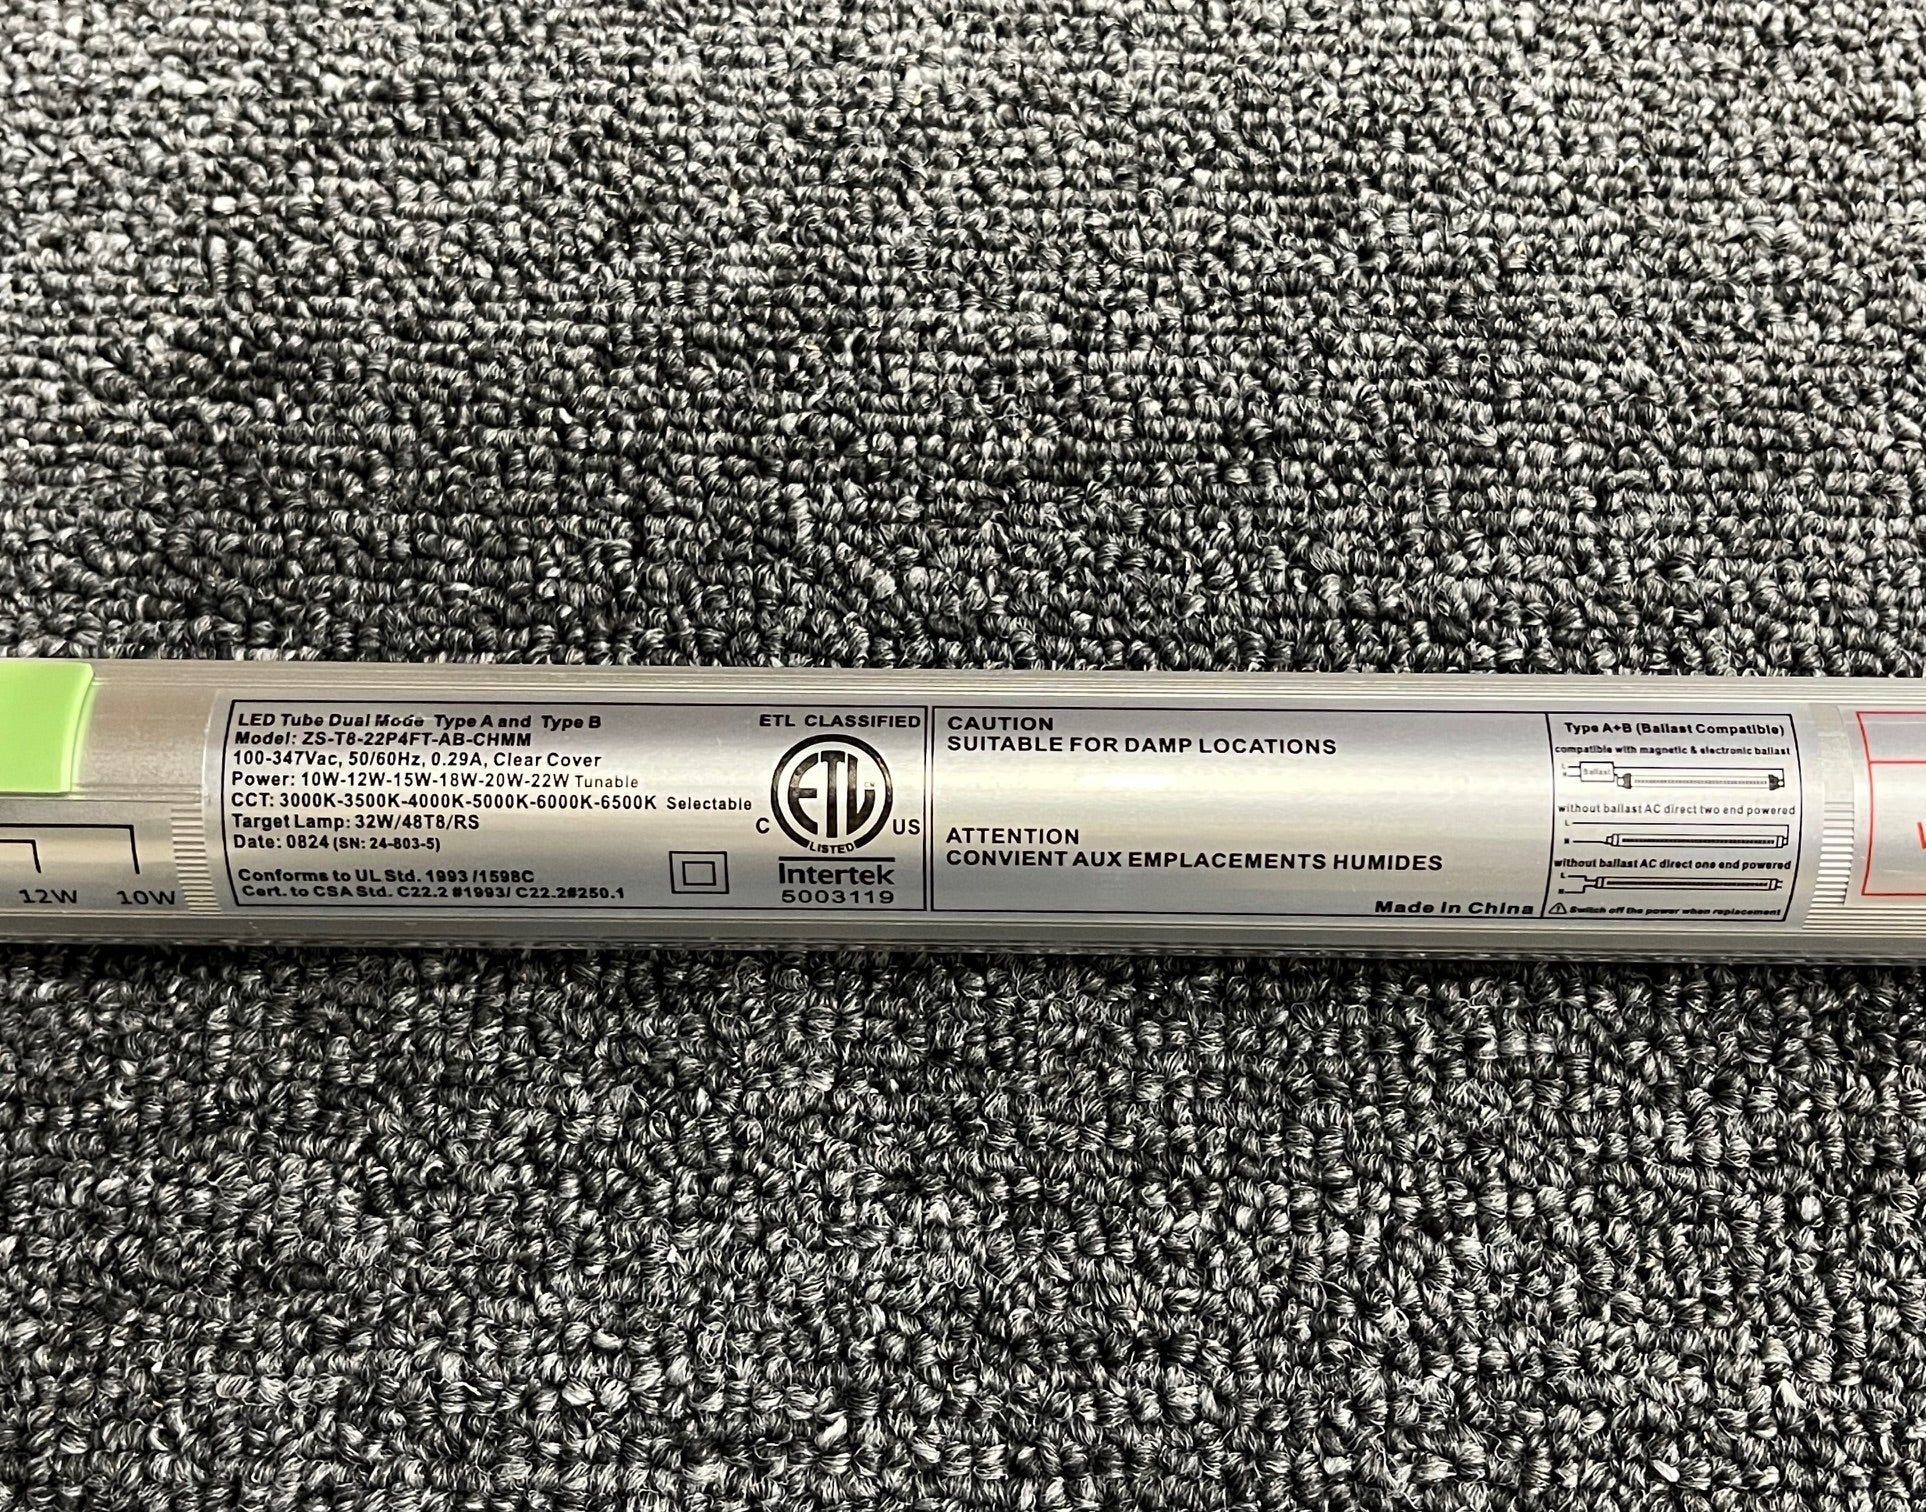 12W 10W
LED Tube Dual Mode Type A and Type B
Model: ZS-T8-22P4FT-AB-CHMM
100-347Vac, 50/60Hz, 0.29A, Clear Cover
Power: 10W-12W-15W-18W-20W-22W Tunable
CCT: 3000K-3500K-4000K-5000K-6000K-6500K Selectable
Target Lamp: 32W/48T8/RS
Date: 0824 (SN: 24-803-5)
Conforms to UL Std. 1993 /1598C
Cert. to CSA Std. C22.2 #1993/ C22.2#250.1
ETL CLASSIFIED
ETL
CM
C US
LISTED
Intertek
5003119
CAUTION
SUITABLE FOR DAMP LOCATIONS
ATTENTION
CONVIENT AUX EMPLACEMENTS HUMIDES
Made in China
Type A+B (Ballast Compatible)
compatible with magnetic & electronic ballast
L
Ballast
N
without ballast AC direct two end powered
L
N
without ballast AC direct one end powered
L
N
Switch off the power when replacement